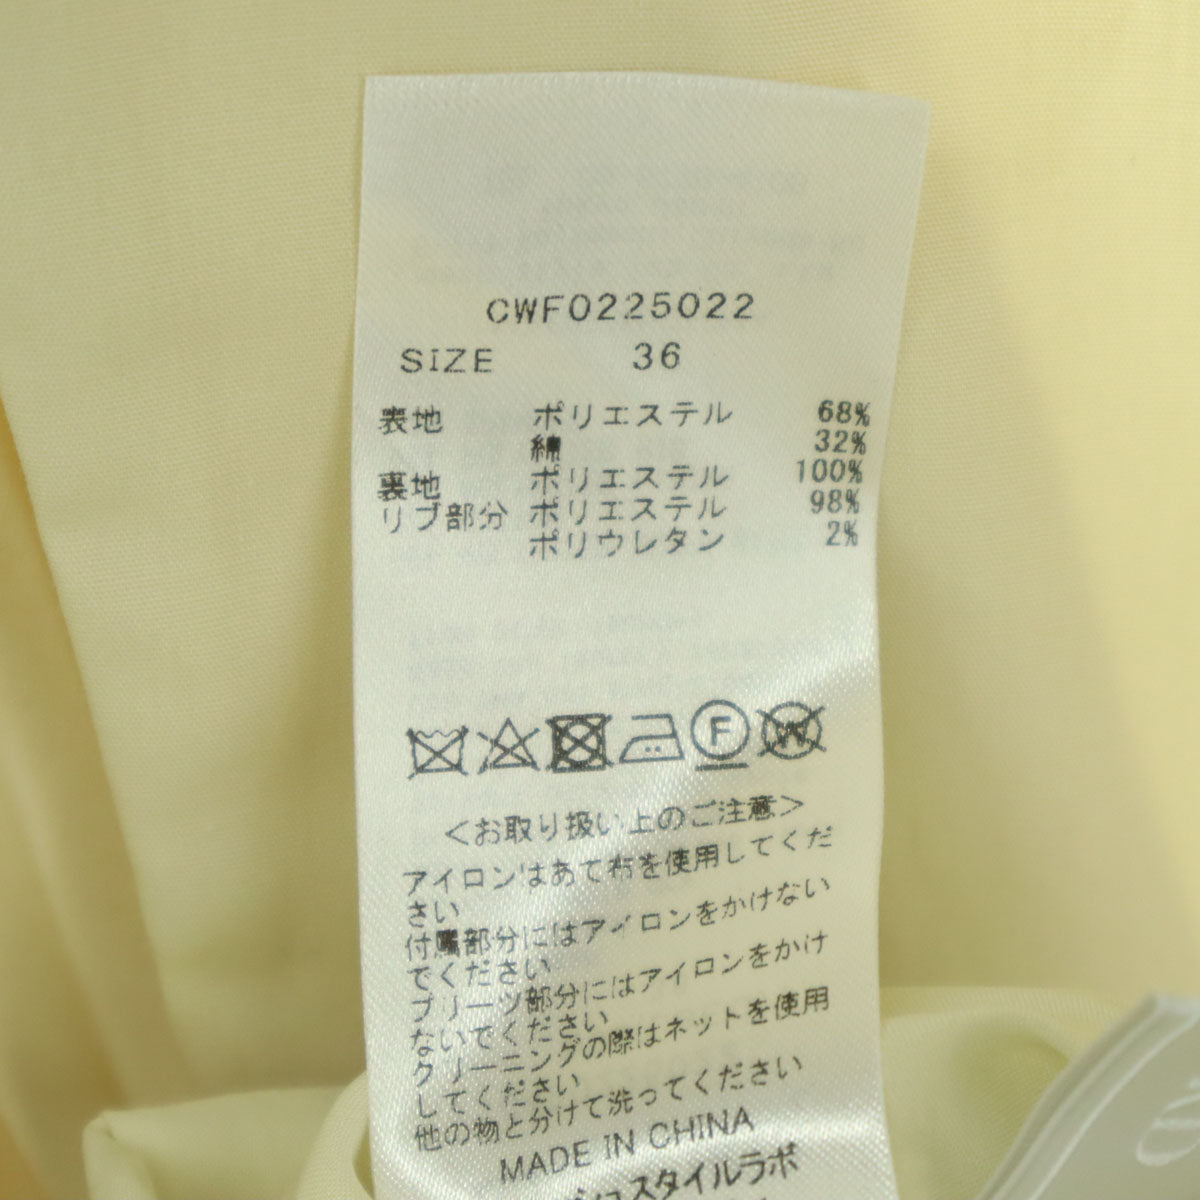 CWF0225022
SIZE 36
表地 ポリエステル 68%
綿 32%
裏地 ポリエステル 100%
リブ部分 ポリエステル 98%
ポリウレタン 2%
F
W
<お取り扱い上のご注意>
アイロンはあて布を使用してくだ
さい
付属部分にはアイロンをかけない
でください
プリーツ部分にはアイロンをかけ
ないでください
クリーニングの際はネットを使用
してください
他の物と分けて洗ってください
MADE IN CHINA
スタイルラボ